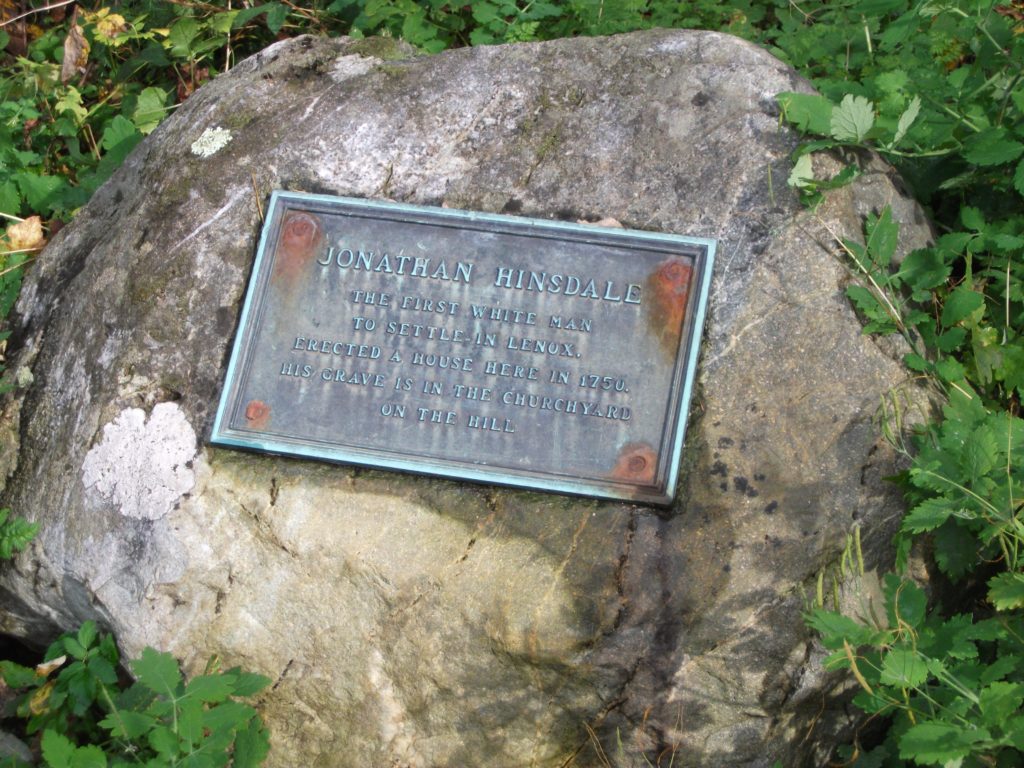 JONATHAN HINSDALE
THE FIRST WHITE MAN
TO SETTLE IN LENOX,
ERECTED A HOUSE HERE IN 1750.
HIS GRAVE IS IN THE CHURCHYARD
ON THE HILL